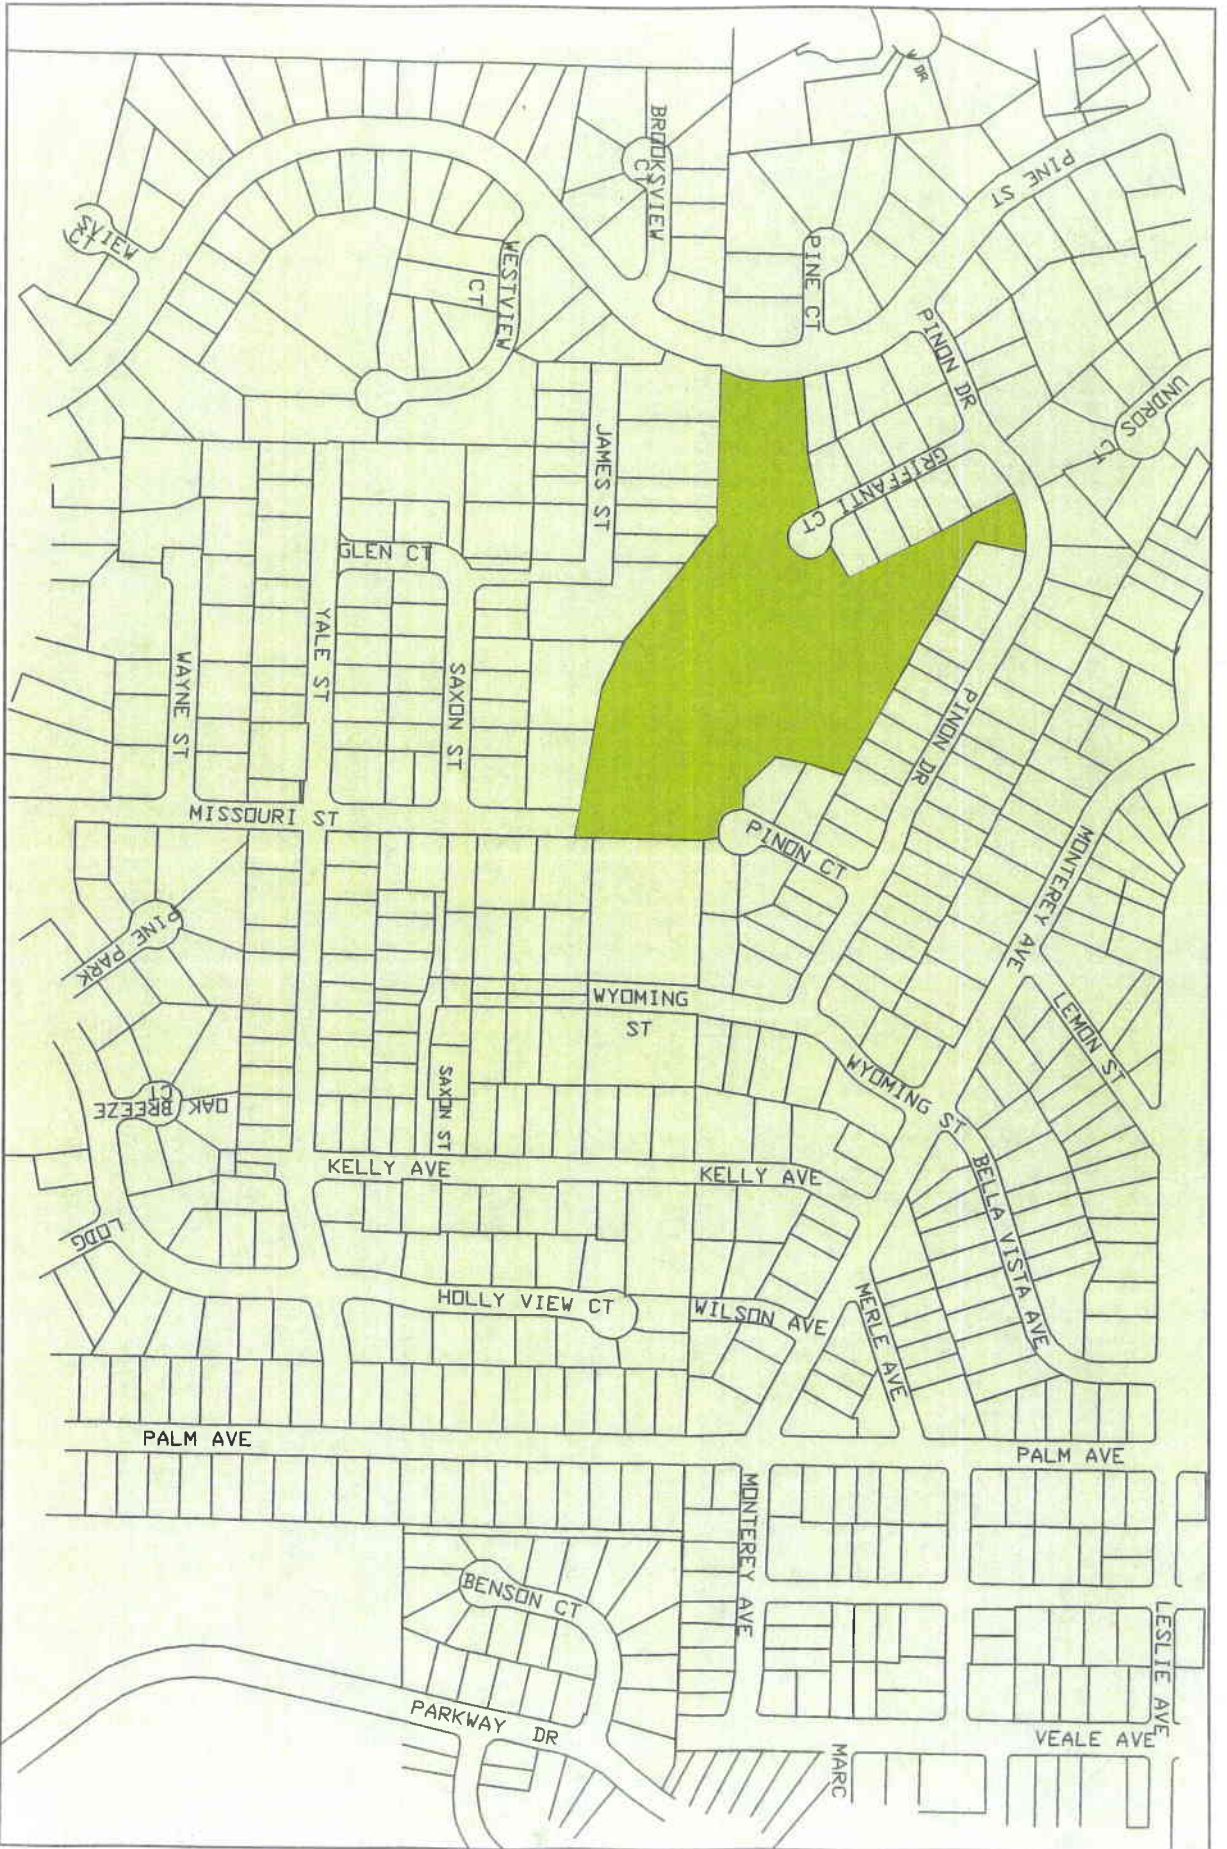 W DR
BROOKSVIEW
CT
PINE ST
SVIEW
CT
WESTVIEW
CT
PINE CT
PINON DR
UNDROS
CT
JAMES ST
GRIFFANTI
CT
GLEN CT
YALE ST
WAYNE ST
SAXON ST
PINON DR
MISSOURI ST
PINON CT
MONTEREY AVE
PINE PARK
WYOMING
ST
LEMON ST
WYOMING ST
OAK BREEZE
CT
SAXON ST
KELLY AVE
KELLY AVE
BELLA VISTA AVE
LODG
HOLLY VIEW CT
WILSON AVE
MERLE AVE
PALM AVE
PALM AVE
MONTEREY AVE
BENSON CT
LESLIE AVE
PARKWAY DR
VEALE AVE
MARC